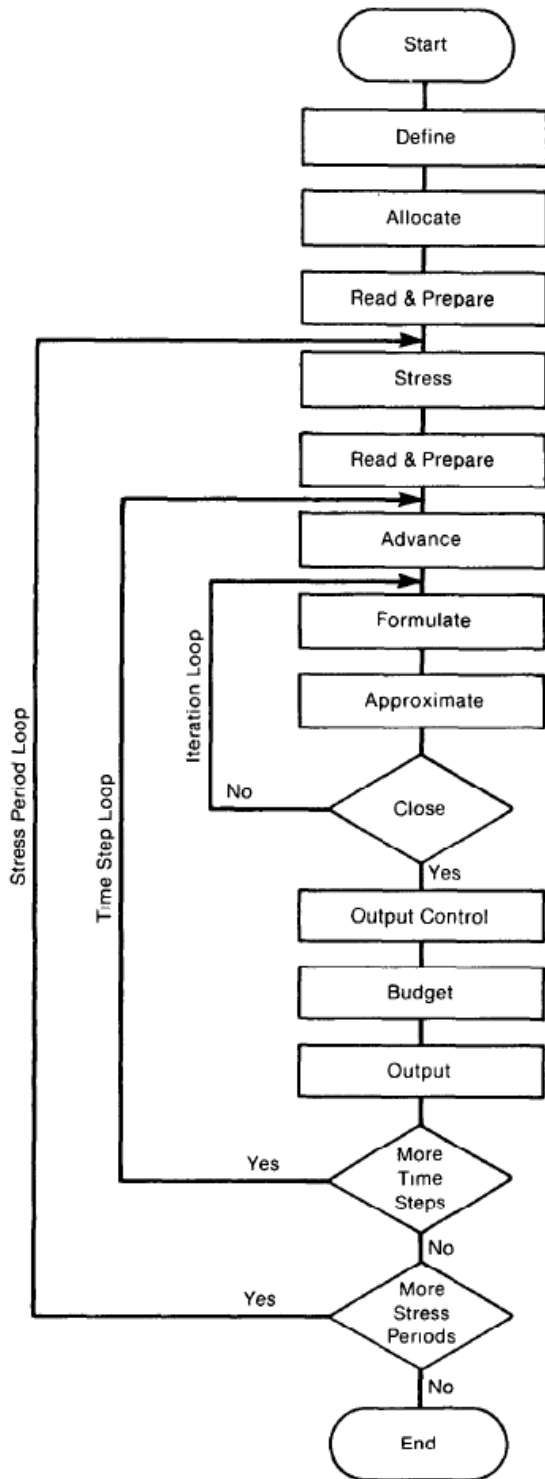 Start
Define
Allocate
Read & Prepare
Stress
Read & Prepare
Advance
Formulate
Approximate
Close
No
Yes
Iteration Loop
Time Step Loop
Stress Period Loop
Output Control
Budget
Output
More
Time
Steps
Yes
No
More
Stress
Periods
Yes
No
End